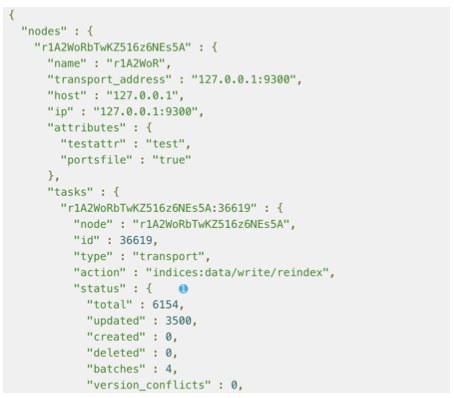 {
"nodes" : {
"r1A2WoRbTwKZ516z6NEs5A" : {
"name" : "r1A2WoR",
"transport_address" : "127.0.0.1:9300",
"host" : "127.0.0.1",
"ip" : "127.0.0.1:9300",
"attributes" : {
"testattr" : "test",
"portsfile" : "true"
},
"tasks" : {
"r1A2WoRbTwKZ516z6NEs5A:36619" : {
"node" : "r1A2WoRbTwKZ516z6NEs5A",
"id" : 36619,
"type" : "transport",
"action" : "indices:data/write/reindex",
"status" : { 1
"total" : 6154,
"updated" : 3500,
"created" : 0,
"deleted" : 0,
"batches" : 4,
"version_conflicts" : 0,